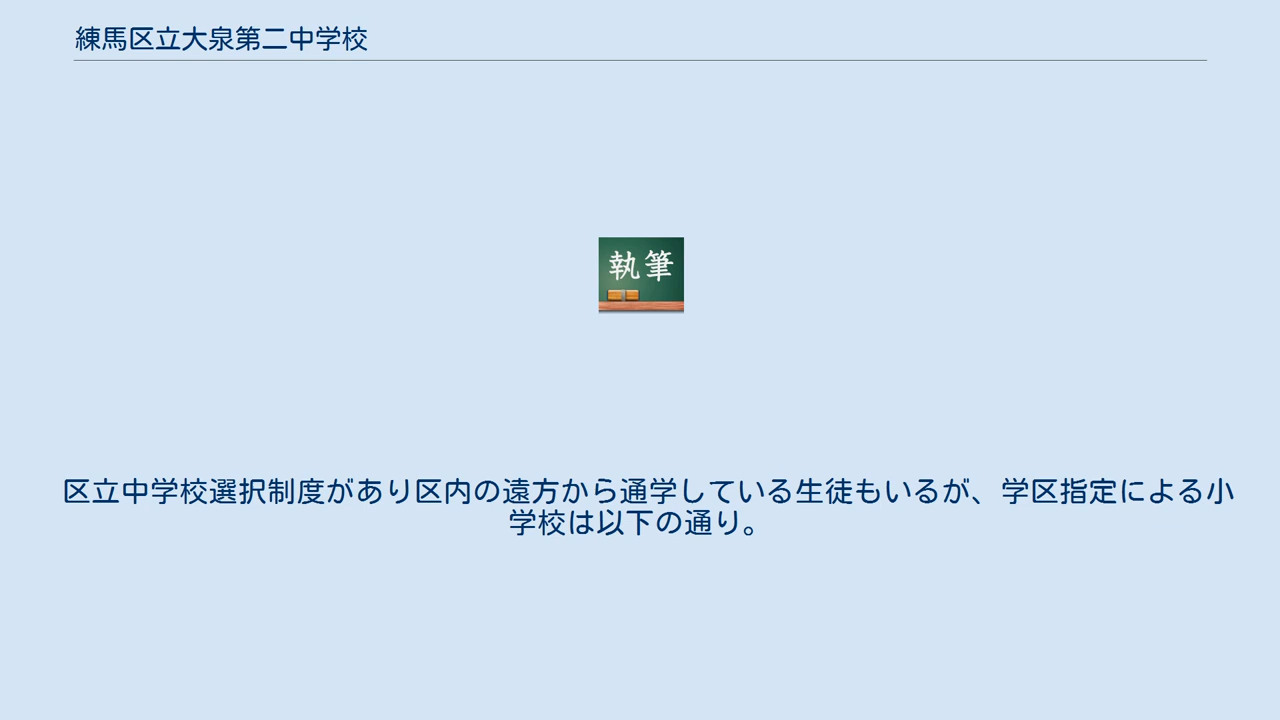 練馬区立大泉第二中学校
執筆
区立中学校選択制度があり区内の遠方から通学している生徒もいるが、学区指定による小
学校は以下の通り。